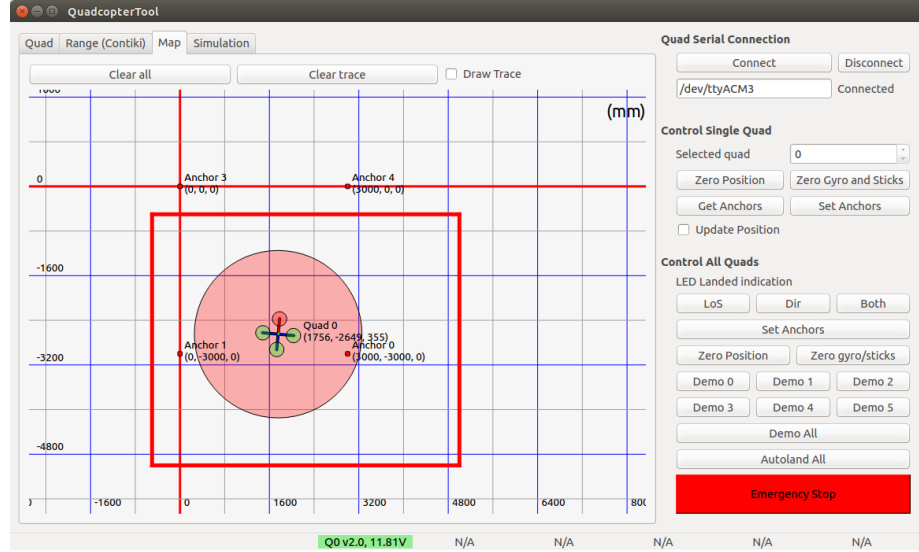 QuadcopterTool
Quad Range (Contiki) Map Simulation
Clear all Clear trace Draw Trace
(mm)
0
Anchor 3
(0, 0, 0)
Anchor 4
(3000, 0, 0)
-1600
Quad 0
(1756, -2649, 355)
Anchor 1
(0, -3000, 0)
Anchor 0
(3000, -3000, 0)
-3200
-4800
-1600 0 1600 3200 4800 6400
Quad Serial Connection
Connect Disconnect
/dev/ttyACM3 Connected
Control Single Quad
Selected quad 0
Zero Position Zero Gyro and Sticks
Get Anchors Set Anchors
Update Position
Control All Quads
LED Landed indication
LoS Dir Both
Set Anchors
Zero Position Zero gyro/sticks
Demo 0 Demo 1 Demo 2
Demo 3 Demo 4 Demo 5
Demo All
Autoland All
Emergency Stop
Q0 v2.0, 11.81V N/A N/A N/A N/A N/A